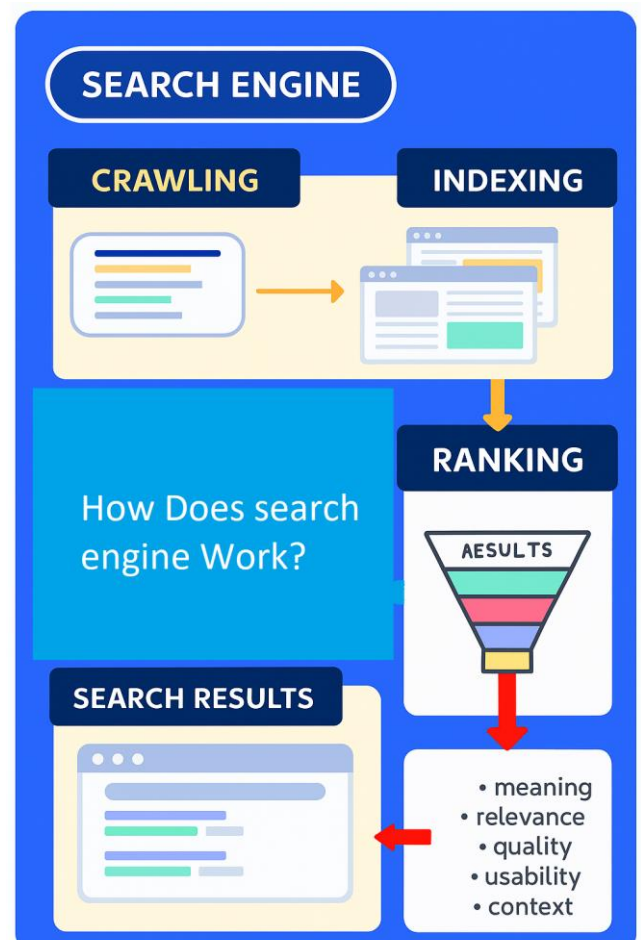 SEARCH ENGINE
CRAWLING
INDEXING
How Does search
engine Work?
RANKING
AESULTS
SEARCH RESULTS
• meaning
• relevance
• quality
• usability
• context